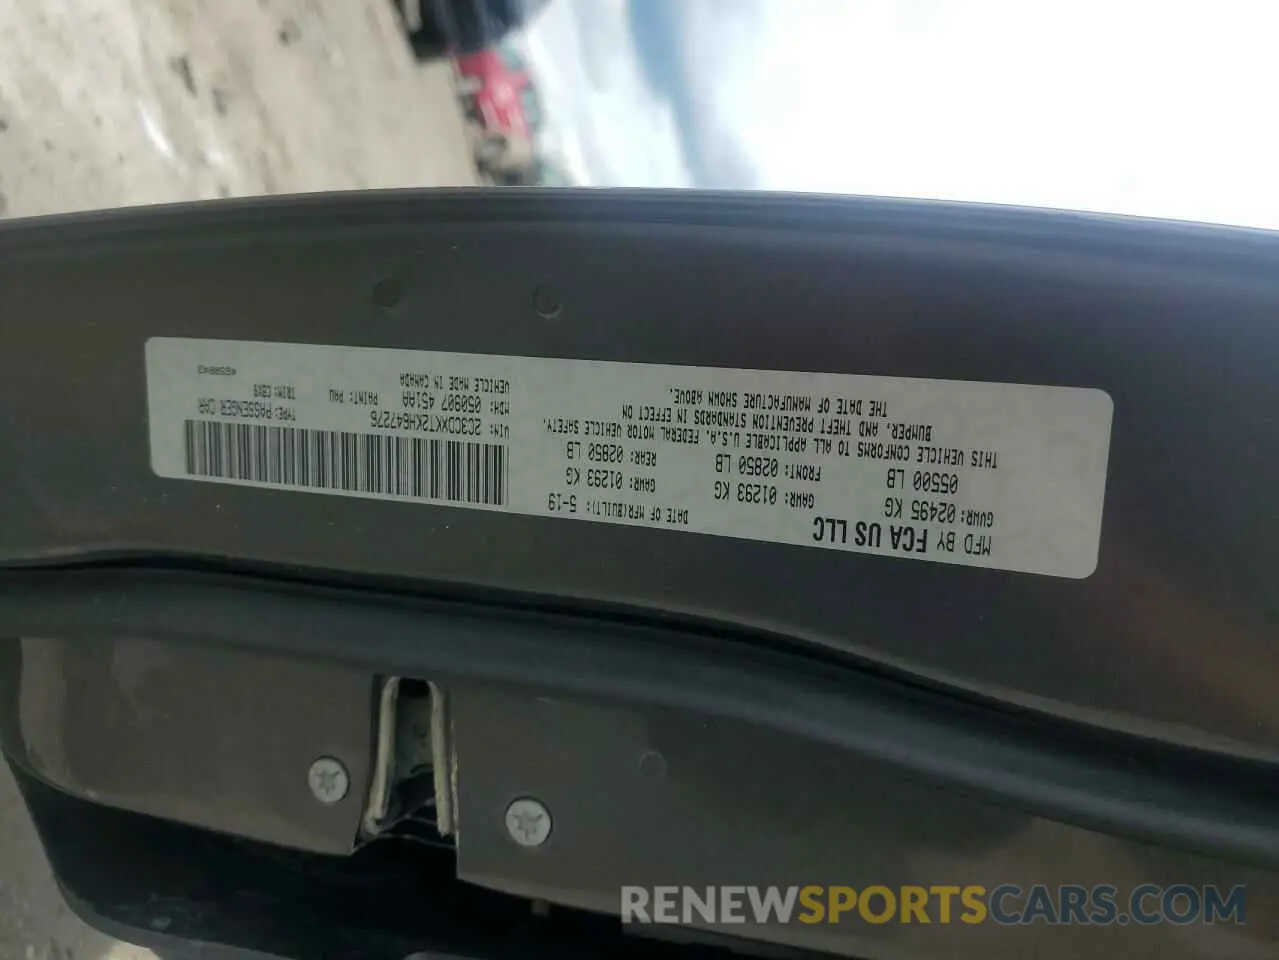 MFD BY FCA US LLC
DATE OF MFR(BUILT): 5-19
GVWR: 02495 KG
05500 LB
GAWR: 01293 KG
FRONT: 02850 LB
GAWR: 01293 KG
REAR: 02850 LB
THIS VEHICLE CONFORMS TO ALL APPLICABLE U.S.A. FEDERAL MOTOR VEHICLE SAFETY,
BUMPER, AND THEFT PREVENTION STANDARDS IN EFFECT ON
THE DATE OF MANUFACTURE SHOWN ABOVE.
VIN: 2C3CDXKT2KH647276
TYPE: PASSENGER CAR
MDH: 050907 451AA
PAINT: PAU
TRIM: CBX9
VEHICLE MADE IN CANADA
RENEWSPORTSCARS.COM